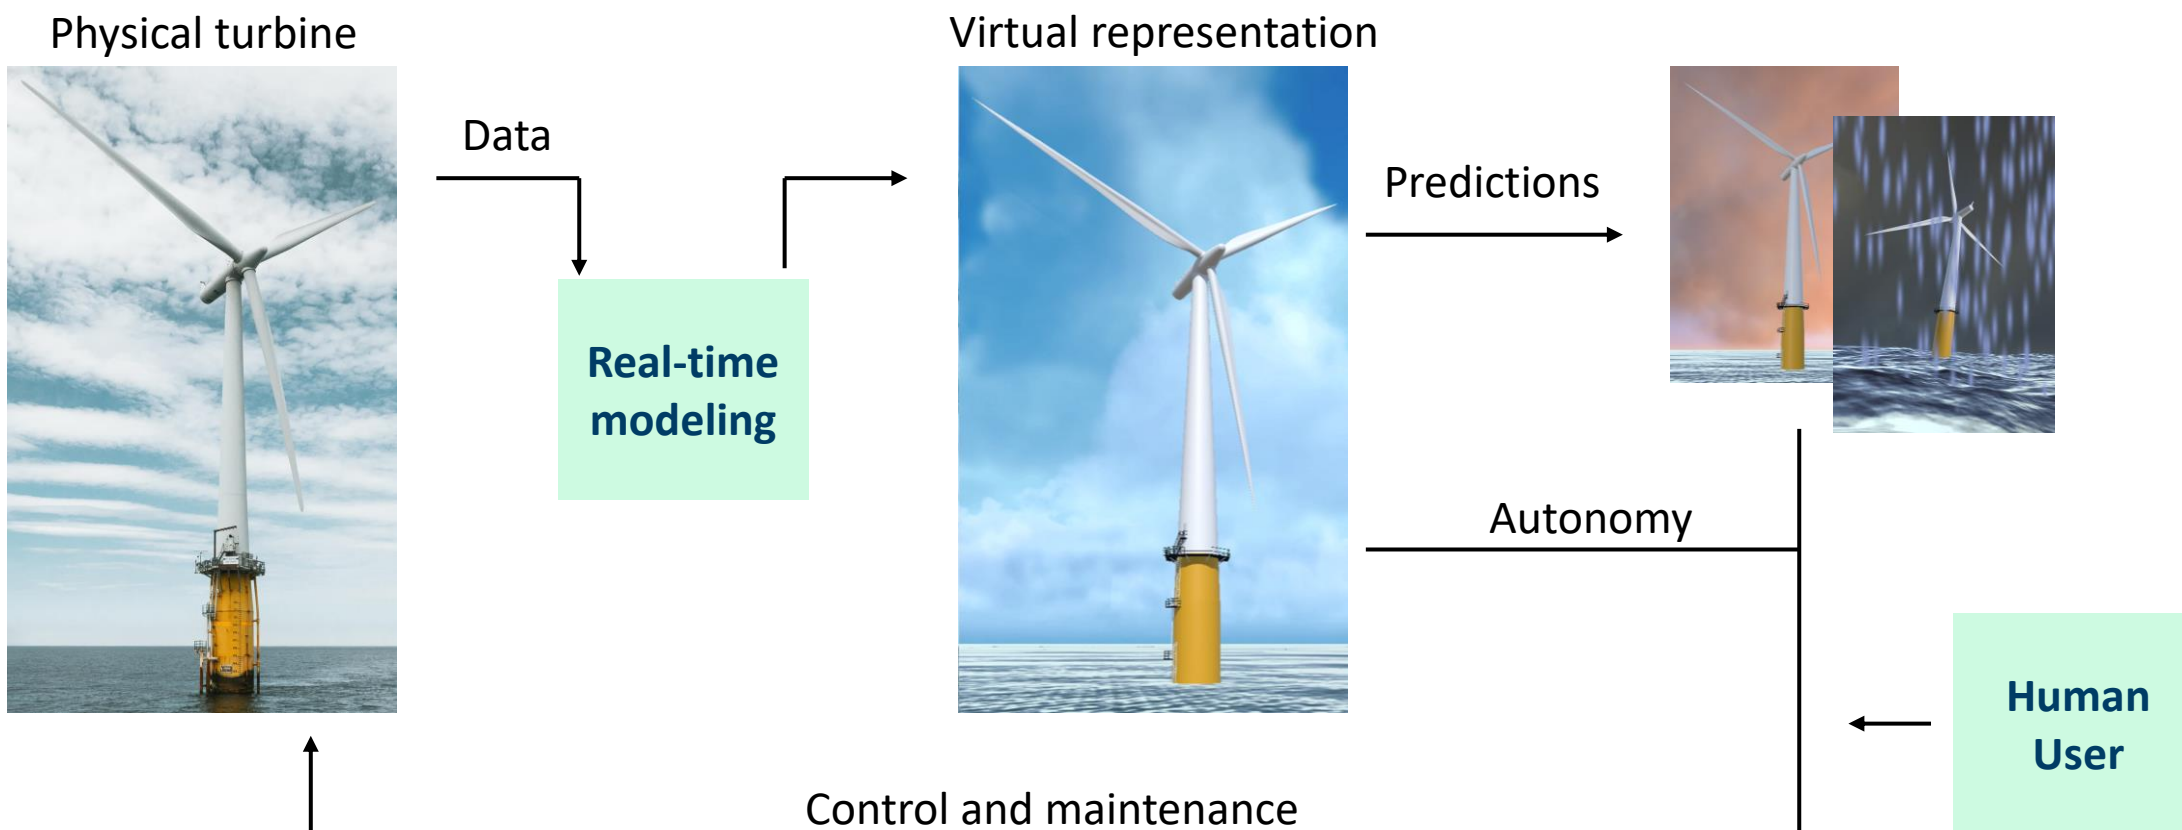 Physical turbine
Virtual representation
Data
Predictions
Real-time
modeling
Autonomy
Human
User
Control and maintenance